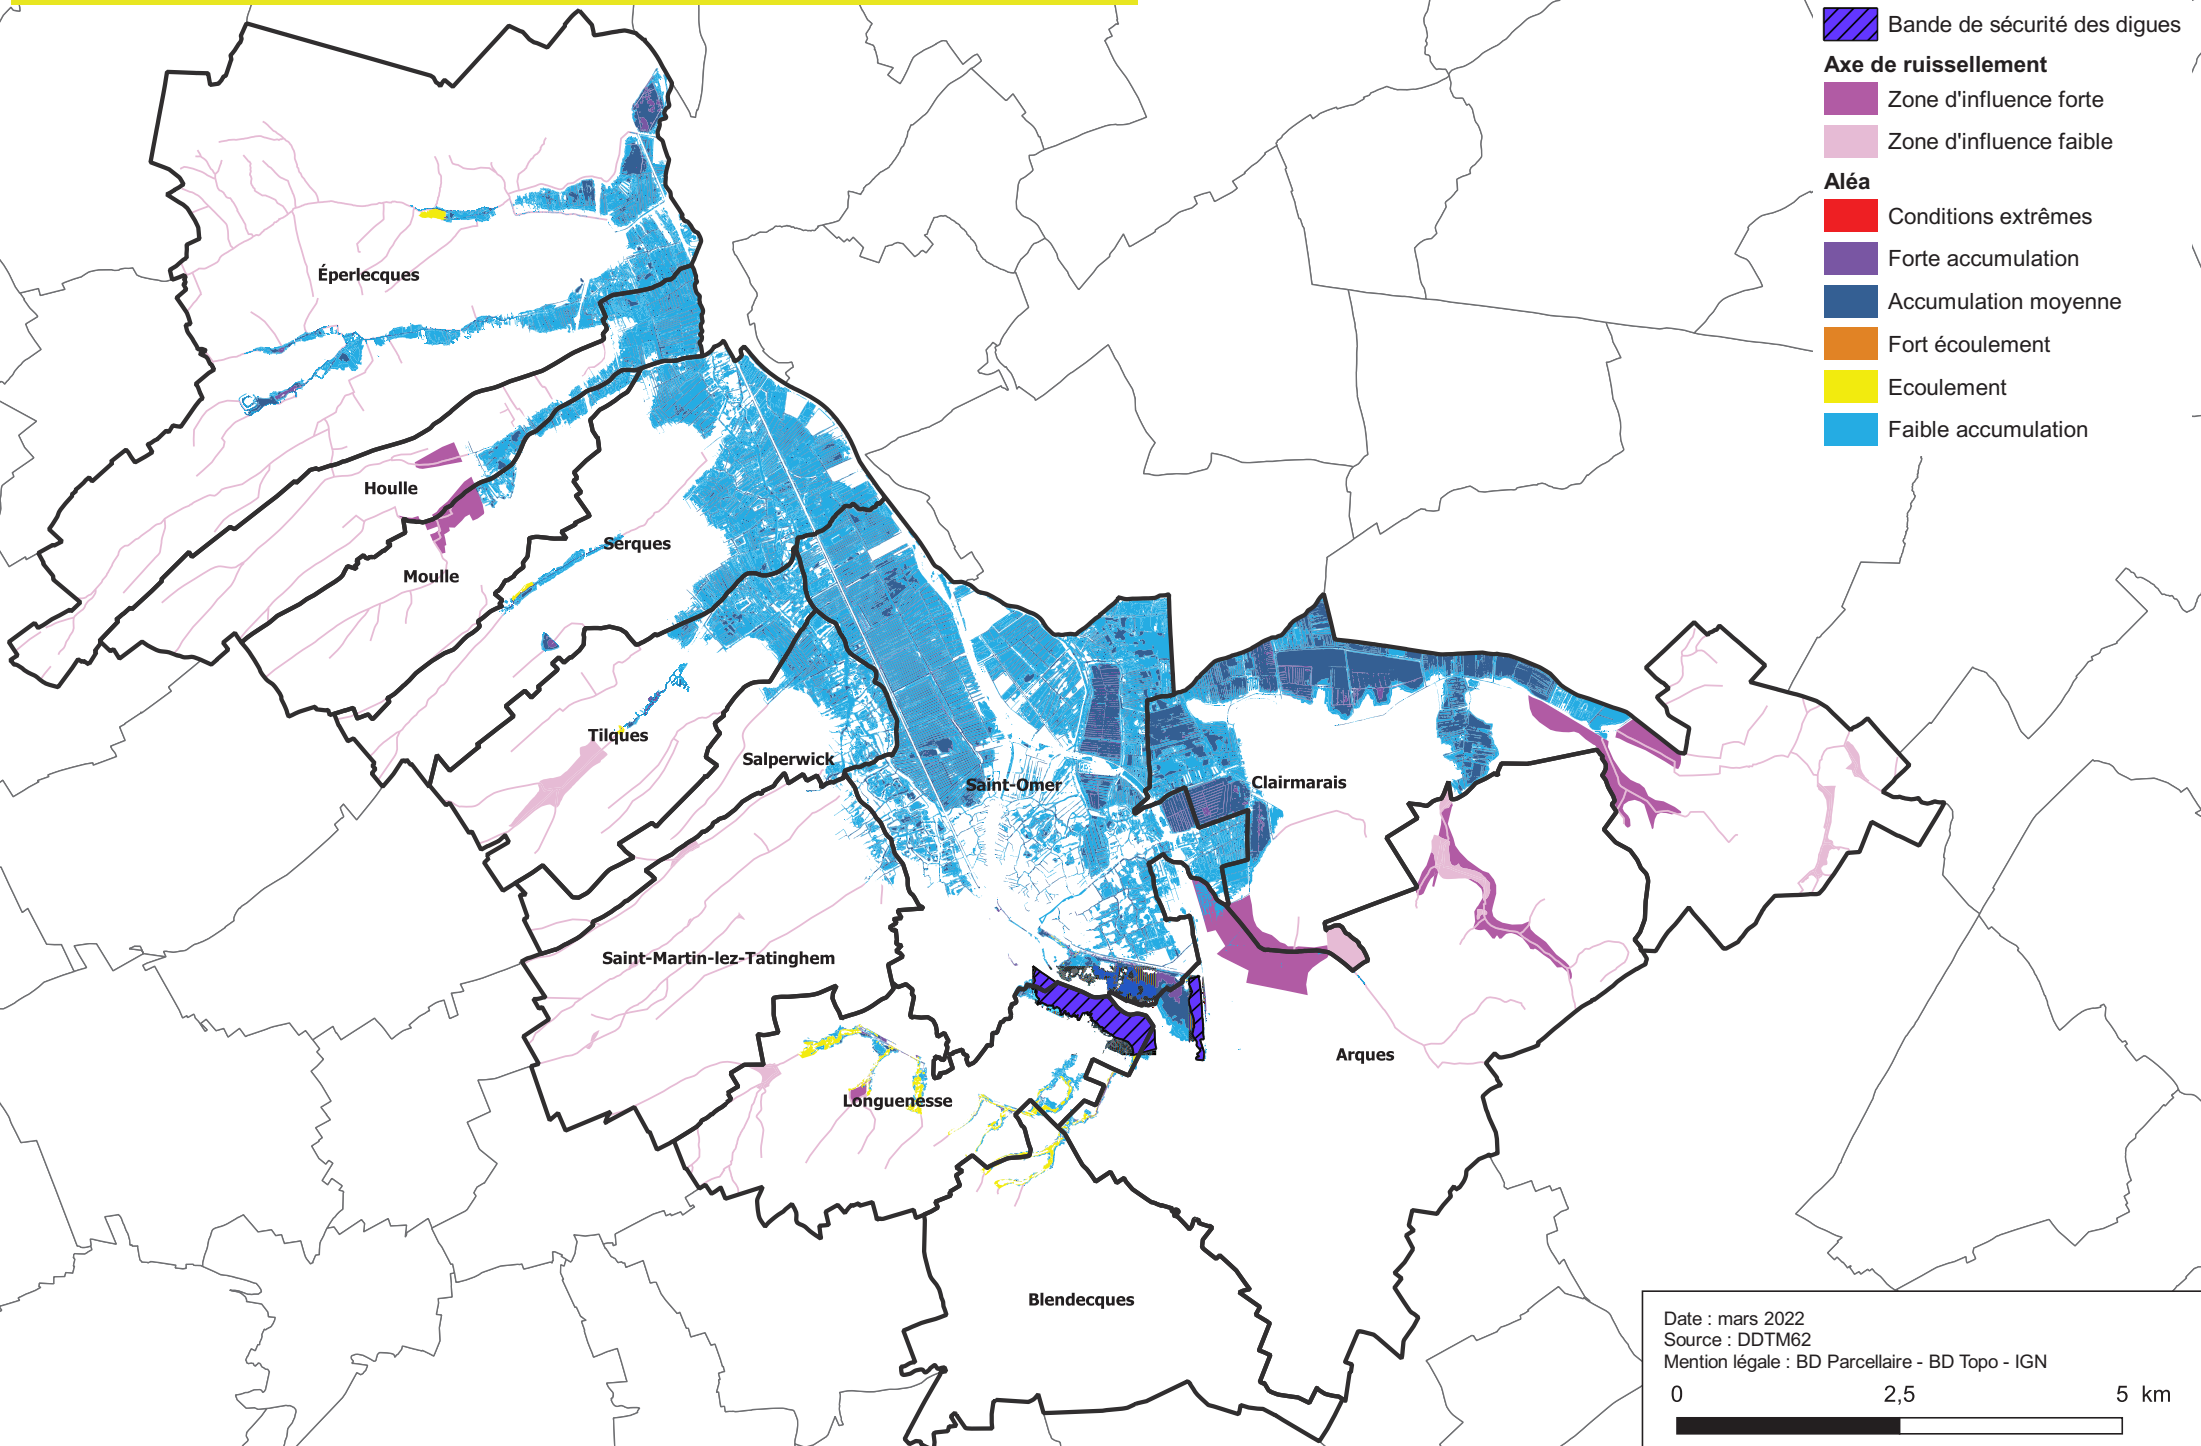 Bande de sécurité des digues
Axe de ruissellement
Zone d'influence forte
Zone d'influence faible
Aléa
Conditions extrêmes
Forte accumulation
Accumulation moyenne
Fort écoulement
Ecoulement
Faible accumulation
Éperlecques
Houlle
Serques
Moulle
Tilques
Salperwick
Saint-Omer
Clairmarais
Saint-Martin-lez-Tatinghem
Arques
Longuenesse
Blendecques
Date : mars 2022
Source : DDTM62
Mention légale : BD Parcellaire - BD Topo - IGN
0 2,5 5 km